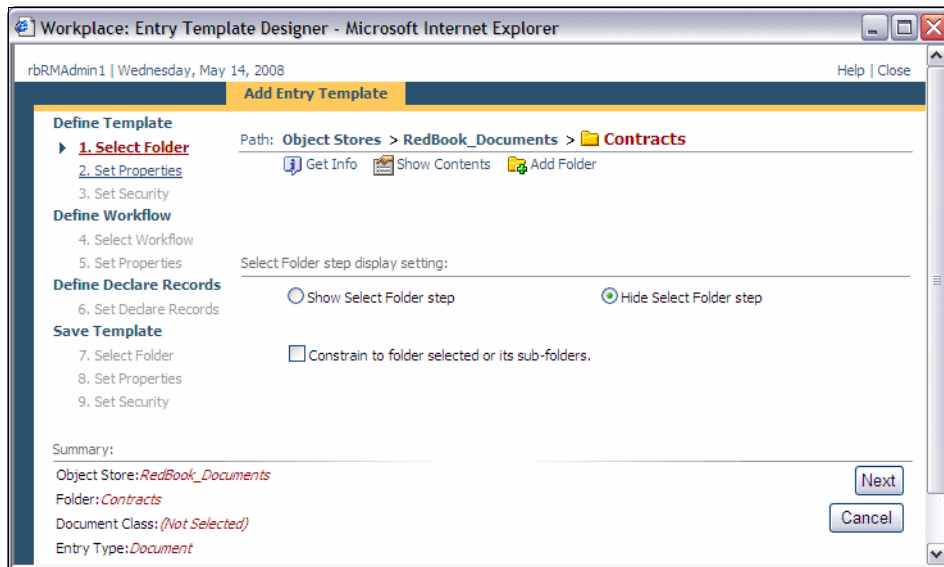 Workplace: Entry Template Designer - Microsoft Internet Explorer
rbRMAdmin1 | Wednesday, May 14, 2008
Help | Close
Add Entry Template
Define Template
1. Select Folder
2. Set Properties
3. Set Security
Define Workflow
4. Select Workflow
5. Set Properties
Define Declare Records
6. Set Declare Records
Save Template
7. Select Folder
8. Set Properties
9. Set Security
Path: Object Stores > RedBook_Documents > Contracts
Get Info Show Contents Add Folder
Select Folder step display setting:
Show Select Folder step Hide Select Folder step
Constrain to folder selected or its sub-folders.
Summary:
Object Store:RedBook_Documents
Folder:Contracts
Document Class:(Not Selected)
Entry Type:Document
Next
Cancel